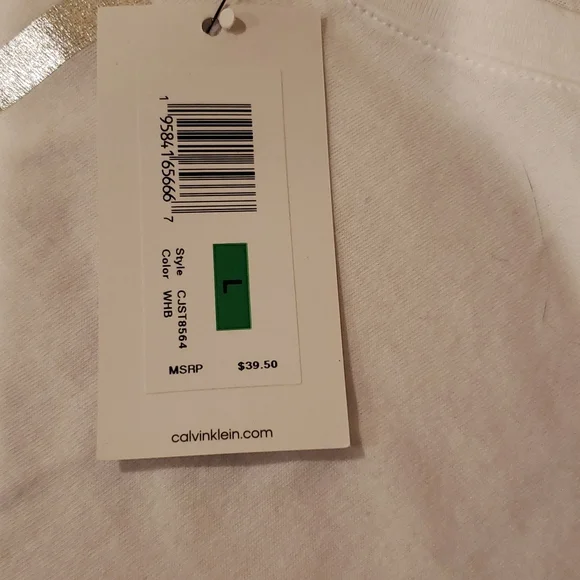 1 95841 65666 7
Style CJST8564
Color WHB
L
MSRP $39.50
calvinklein.com